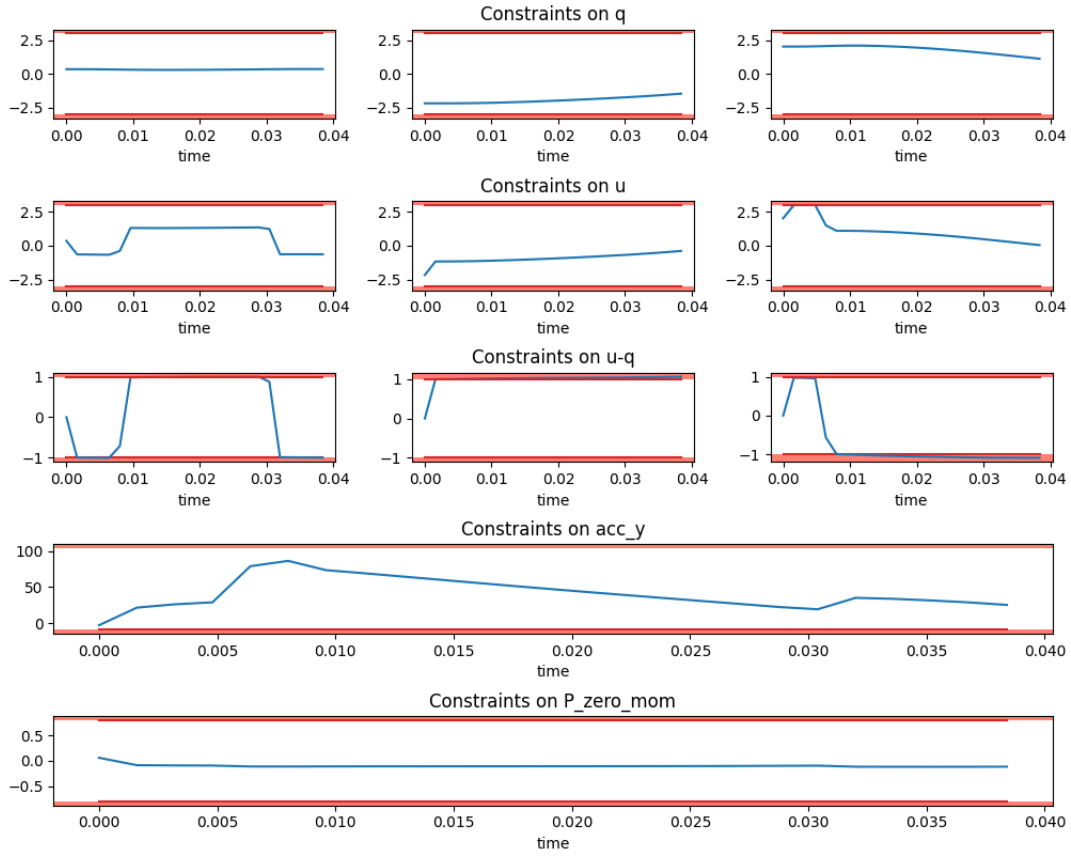 Constraints on q
2.5 2.5 2.5
0.0 0.0 0.0
−2.5 −2.5 −2.5
0.00 0.01 0.02 0.03 0.04 0.00 0.01 0.02 0.03 0.04 0.00 0.01 0.02 0.03 0.04
time time time
Constraints on u
2.5 2.5 2.5
0.0 0.0 0.0
−2.5 −2.5 −2.5
0.00 0.01 0.02 0.03 0.04 0.00 0.01 0.02 0.03 0.04 0.00 0.01 0.02 0.03 0.04
time time time
Constraints on u-q
1 1 1
0 0 0
−1 −1 −1
0.00 0.01 0.02 0.03 0.04 0.00 0.01 0.02 0.03 0.04 0.00 0.01 0.02 0.03 0.04
time time time
Constraints on acc_y
100
50
0
0.000 0.005 0.010 0.015 0.020 0.025 0.030 0.035 0.040
time
Constraints on P_zero_mom
0.5
0.0
−0.5
0.000 0.005 0.010 0.015 0.020 0.025 0.030 0.035 0.040
time